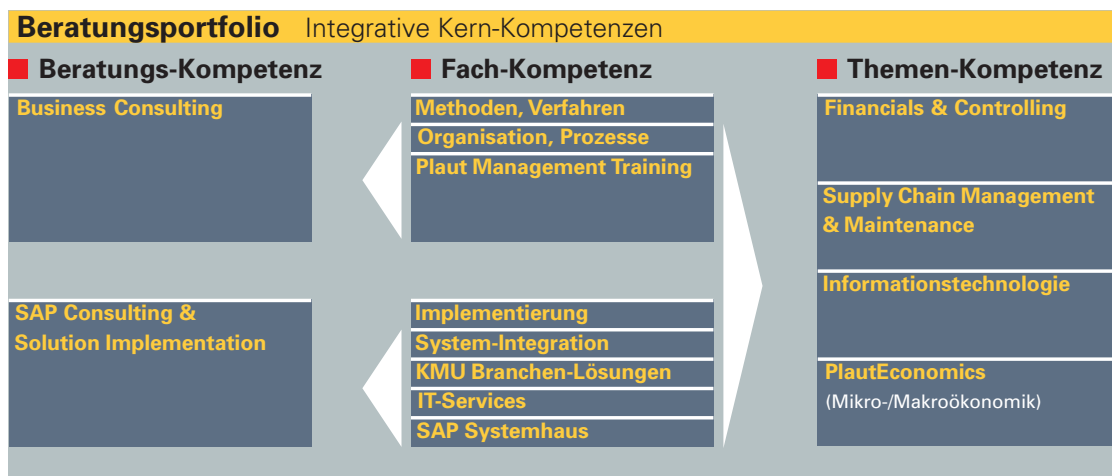 Beratungsportfolio Integrative Kern-Kompetenzen
Beratungs-Kompetenz
Business Consulting
SAP Consulting &
Solution Implementation
Fach-Kompetenz
Methoden, Verfahren
Organisation, Prozesse
Plaut Management Training
Implementierung
System-Integration
KMU Branchen-Lösungen
IT-Services
SAP Systemhaus
Themen-Kompetenz
Financials & Controlling
Supply Chain Management
& Maintenance
Informationstechnologie
PlautEconomics
(Mikro-/Makroökonomik)